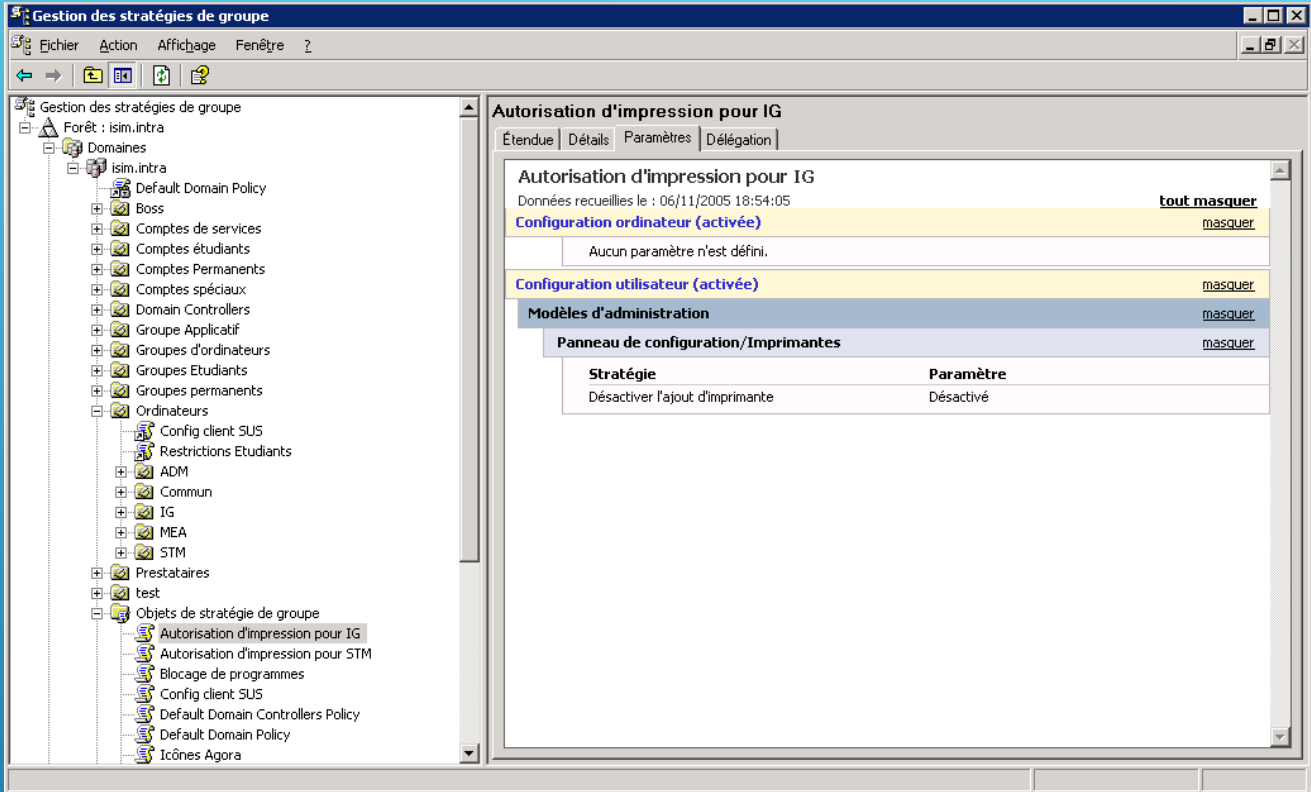 Gestion des stratégies de groupe
Fichier Action Affichage Fenêtre ?
Gestion des stratégies de groupe
Forêt : isim.intra
Domaines
isim.intra
Default Domain Policy
Boss
Comptes de services
Comptes étudiants
Comptes Permanents
Comptes spéciaux
Domain Controllers
Groupe Applicatif
Groupes d'ordinateurs
Groupes Etudiants
Groupes permanents
Ordinateurs
Config client SUS
Restrictions Etudiants
ADM
Commun
IG
MEA
STM
Prestataires
test
Objets de stratégie de groupe
Autorisation d'impression pour IG
Autorisation d'impression pour STM
Blocage de programmes
Config client SUS
Default Domain Controllers Policy
Default Domain Policy
Icônes Agora
Autorisation d'impression pour IG
Étendue Détails Paramètres Délégation
Autorisation d'impression pour IG
Données recueillies le : 06/11/2005 18:54:05 tout masquer
Configuration ordinateur (activée) masquer
Aucun paramètre n'est défini.
Configuration utilisateur (activée) masquer
Modèles d'administration masquer
Panneau de configuration/Imprimantes masquer
Stratégie Paramètre
Désactiver l'ajout d'imprimante Désactivé